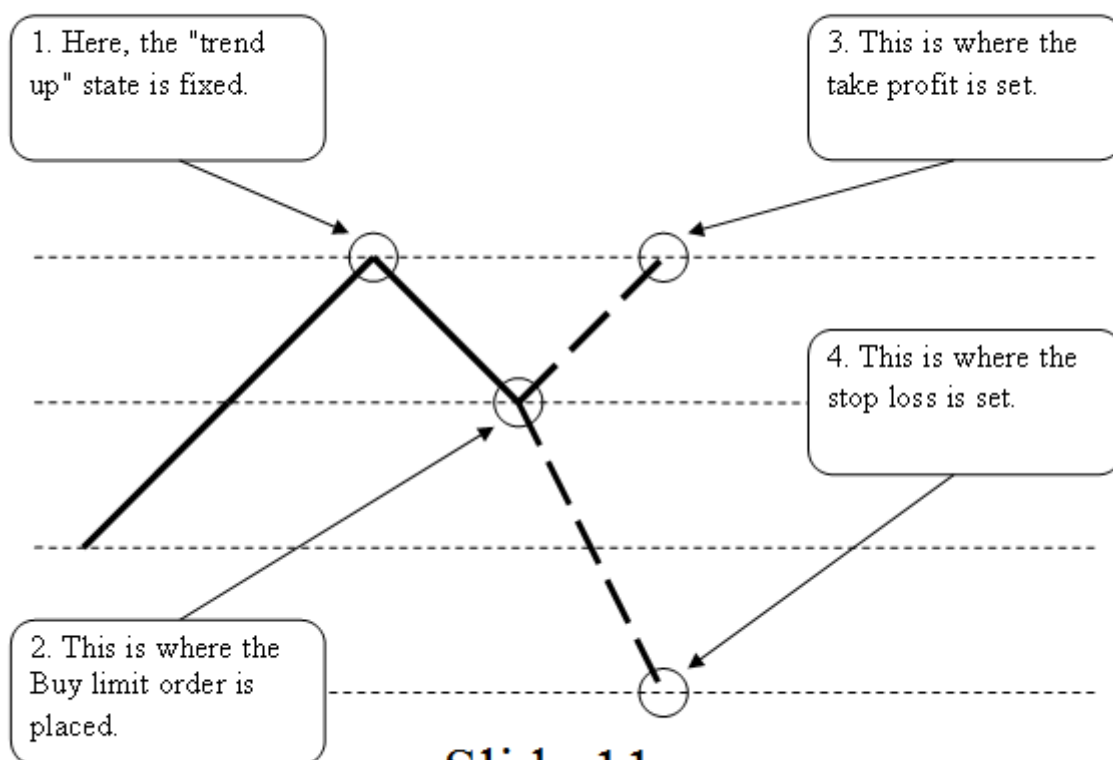 1. Here, the "trend
up" state is fixed.
3. This is where the
take profit is set.
4. This is where the
stop loss is set.
2. This is where the
Buy limit order is
placed.